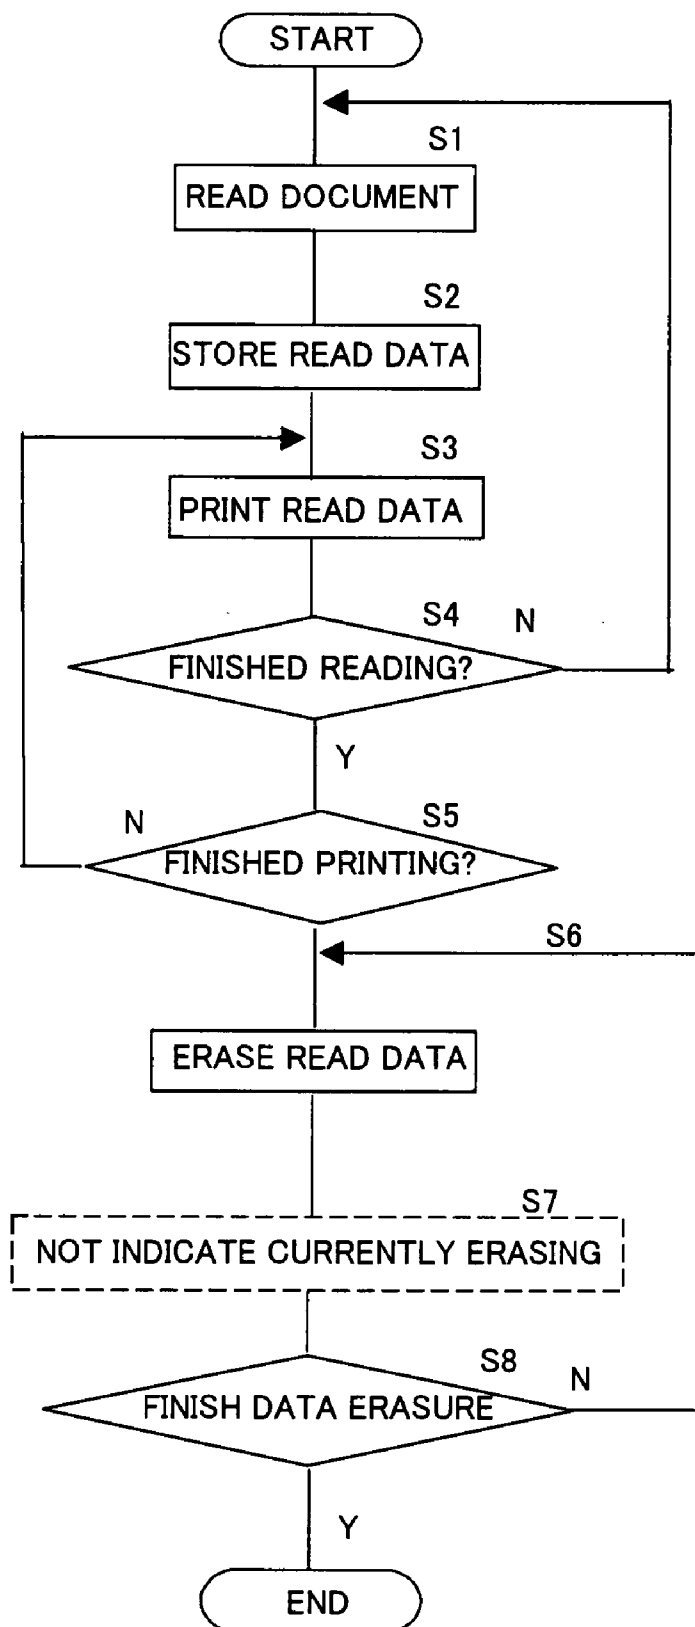 START
S1
READ DOCUMENT
S2
STORE READ DATA
S3
PRINT READ DATA
S4
N
FINISHED READING?
Y
N
S5
FINISHED PRINTING?
S6
ERASE READ DATA
S7
NOT INDICATE CURRENTLY ERASING
S8
N
FINISH DATA ERASURE
Y
END